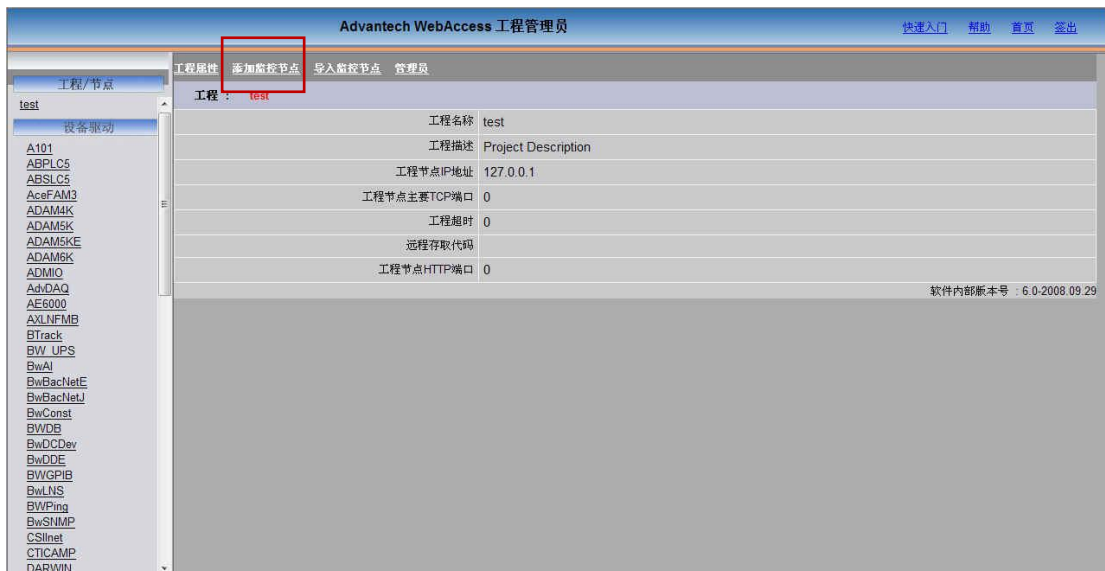 Advantech WebAccess 工程管理员
快速入门 帮助 首页 签出
工程属性 添加监控节点 导入监控节点 管理员
工程/节点
test
设备驱动
A101
ABPLC5
ABSLC5
AceFAM3
ADAM4K
ADAM5K
ADAM5KE
ADAM6K
ADMIO
AdvDAQ
AE6000
AXLNFMB
BTrack
BW_UPS
BwAI
BwBacNetE
BwBacNetJ
BwConst
BWDB
BwDCDev
BwDDE
BWGPIB
BwLNS
BWPing
BwSNMP
CSIInet
CTICAMP
DARWIN
工程 : test
工程名称 test
工程描述 Project Description
工程节点IP地址 127.0.0.1
工程节点主要TCP端口 0
工程超时 0
远程存取代码
工程节点HTTP端口 0
软件内部版本号 : 6.0-2008.09.29